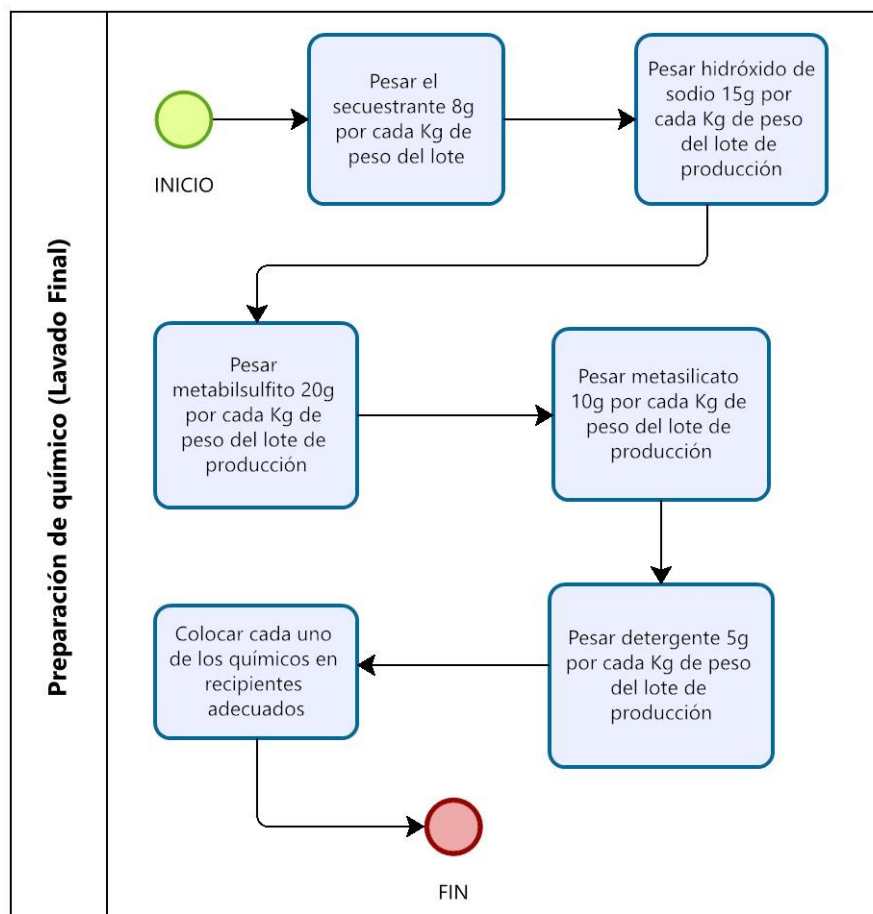 Preparación de químico (Lavado Final)
INICIO
Pesar el
secuestrante 8g
por cada Kg de
peso del lote
Pesar hidróxido de
sodio 15g por
cada Kg de peso
del lote de
producción
Pesar
metabilsulfito 20g
por cada Kg de
peso del lote de
producción
Pesar metasilicato
10g por cada Kg de
peso del lote de
producción
Pesar detergente 5g
por cada Kg de peso
del lote de
producción
Colocar cada uno
de los químicos en
recipientes
adecuados
FIN